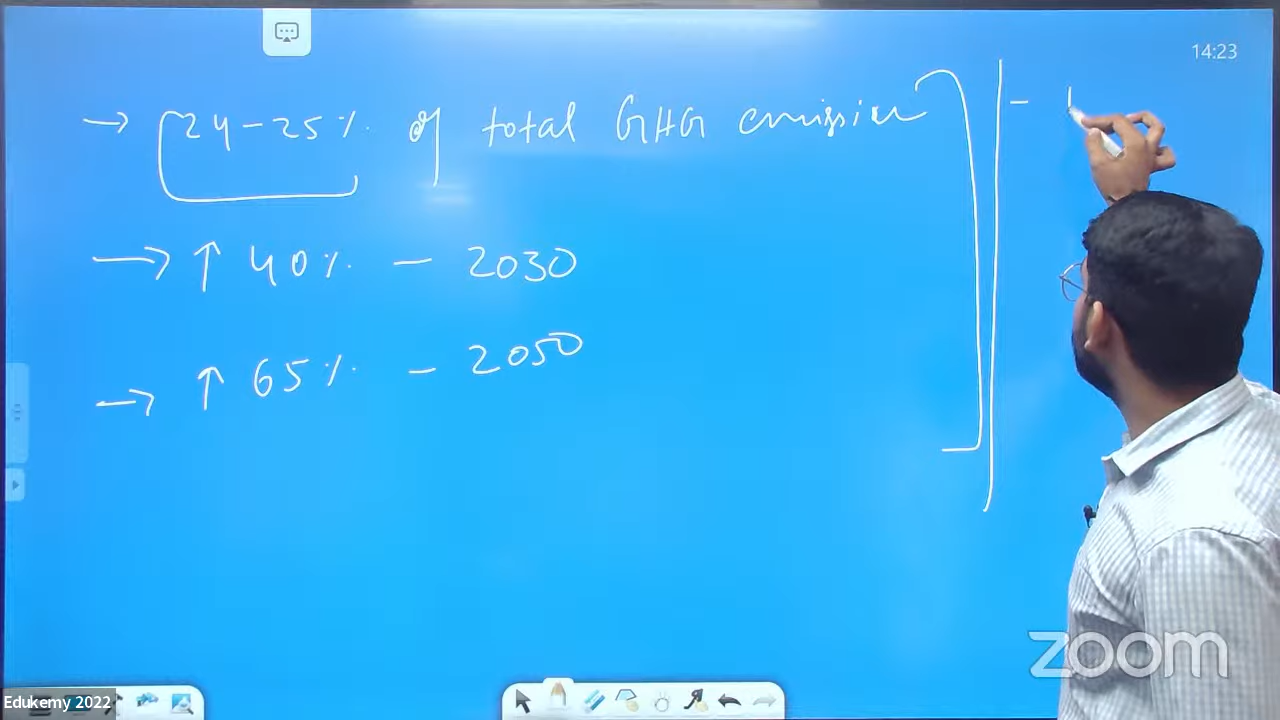 14:23
→ 24-25% of total GHG emission
→ ↑ 40% - 2030
→ ↑ 65% - 2050
-
zoom
Edukemy 2022